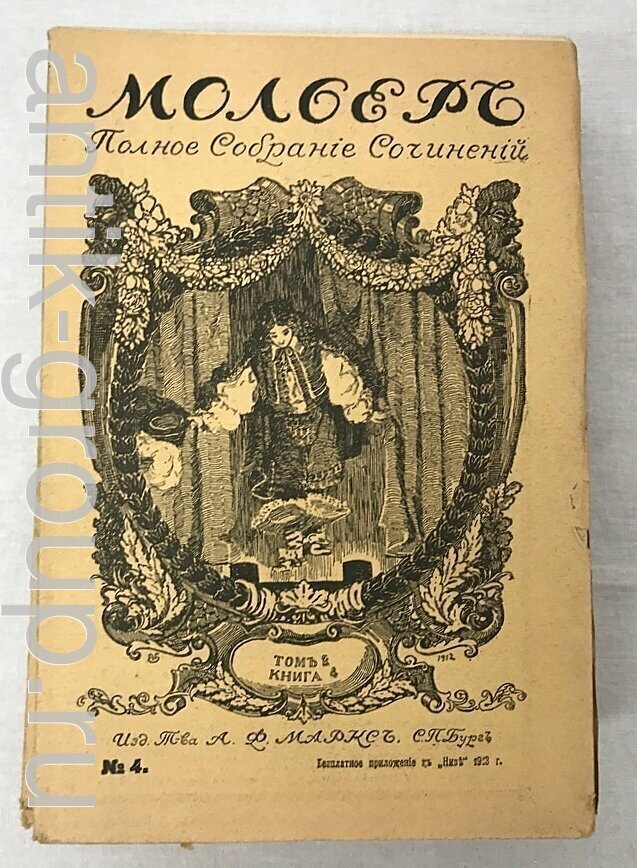 МОЛЬЕРЪ
Полное Собраніе Сочиненій
1912
ТОМЪ 2
КНИГА 4
Изд. Т-ва А. Ф. МАРКСЪ. С.П.Бургъ
№ 4.
Безплатное приложеніе къ „Нивѣ" 1913 г.
antik-group.ru